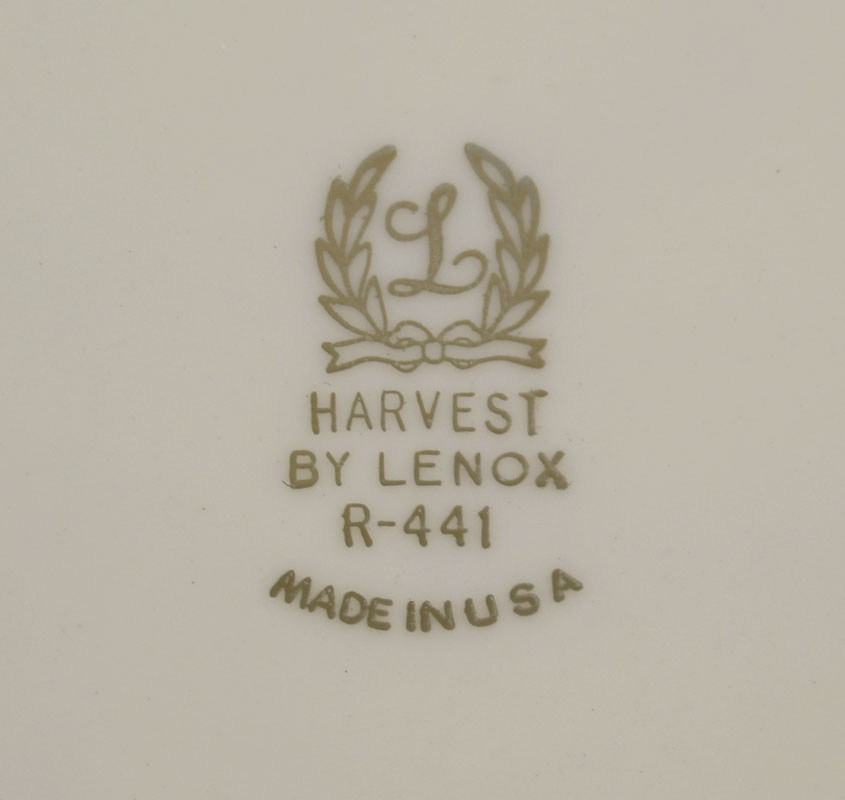 L
HARVEST
BY LENOX
R-441
MADE IN USA